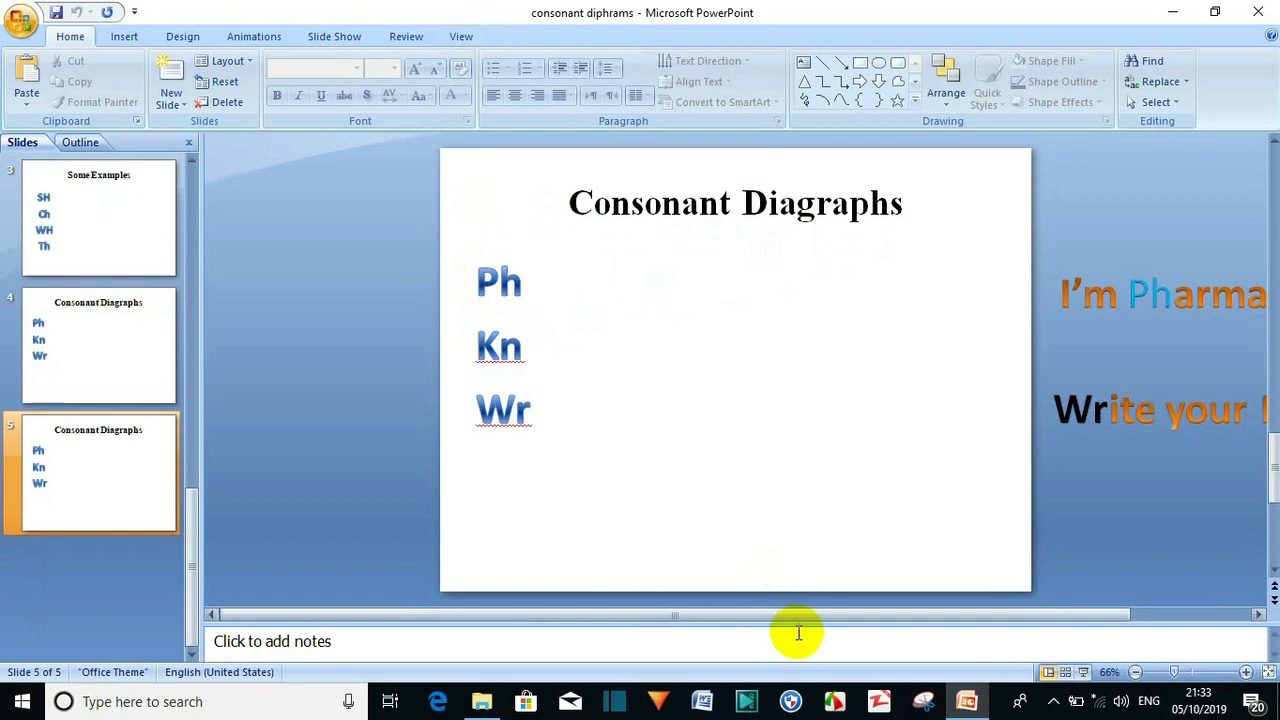 consonant diphrams - Microsoft PowerPoint
Home Insert Design Animations Slide Show Review View
Paste Cut Copy Format Painter Clipboard
New Slide Layout Reset Delete Slides
Font
Text Direction Align Text Convert to SmartArt Paragraph
Arrange Quick Styles Shape Fill Shape Outline Shape Effects Drawing
Find Replace Select Editing
Slides Outline
3
Some Examples
SH
Ch
WH
Th
4
Consonant Diagraphs
Ph
Kn
Wr
5
Consonant Diagraphs
Ph
Kn
Wr
Consonant Diagraphs
Ph
Kn
Wr
I'm Pharma
Write your
Click to add notes
Slide 5 of 5 "Office Theme" English (United States) 66%
Type here to search
ENG 21:33
05/10/2019 20